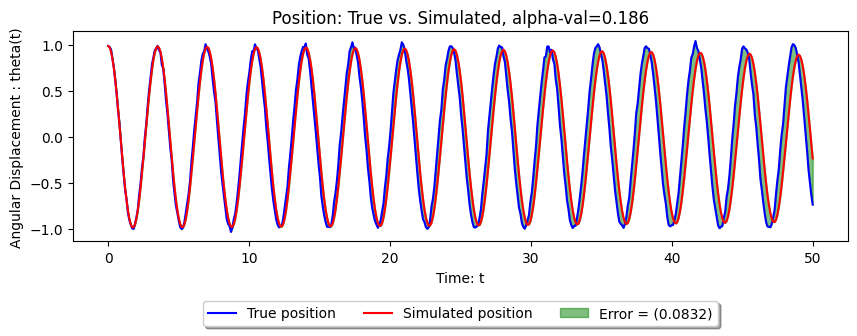 Position: True vs. Simulated, alpha-val=0.186
Angular Displacement : theta(t)
1.0
0.5
0.0
−0.5
−1.0
0 10 20 30 40 50
Time: t
True position Simulated position Error = (0.0832)